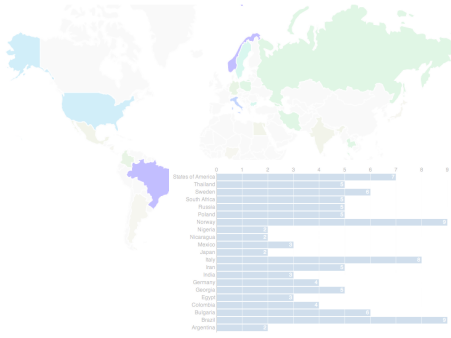 0 1 2 3 4 5 6 7 8 9
States of America 7
Thailand 5
Sweden 6
South Africa 5
Russia 5
Poland 5
Norway 9
Nigeria 2
Nicaragua 2
Mexico 3
Japan 2
Italy 8
Iran 5
India 3
Germany 4
Georgia 5
Egypt 3
Colombia 4
Bulgaria 6
Brazil 9
Argentina 2